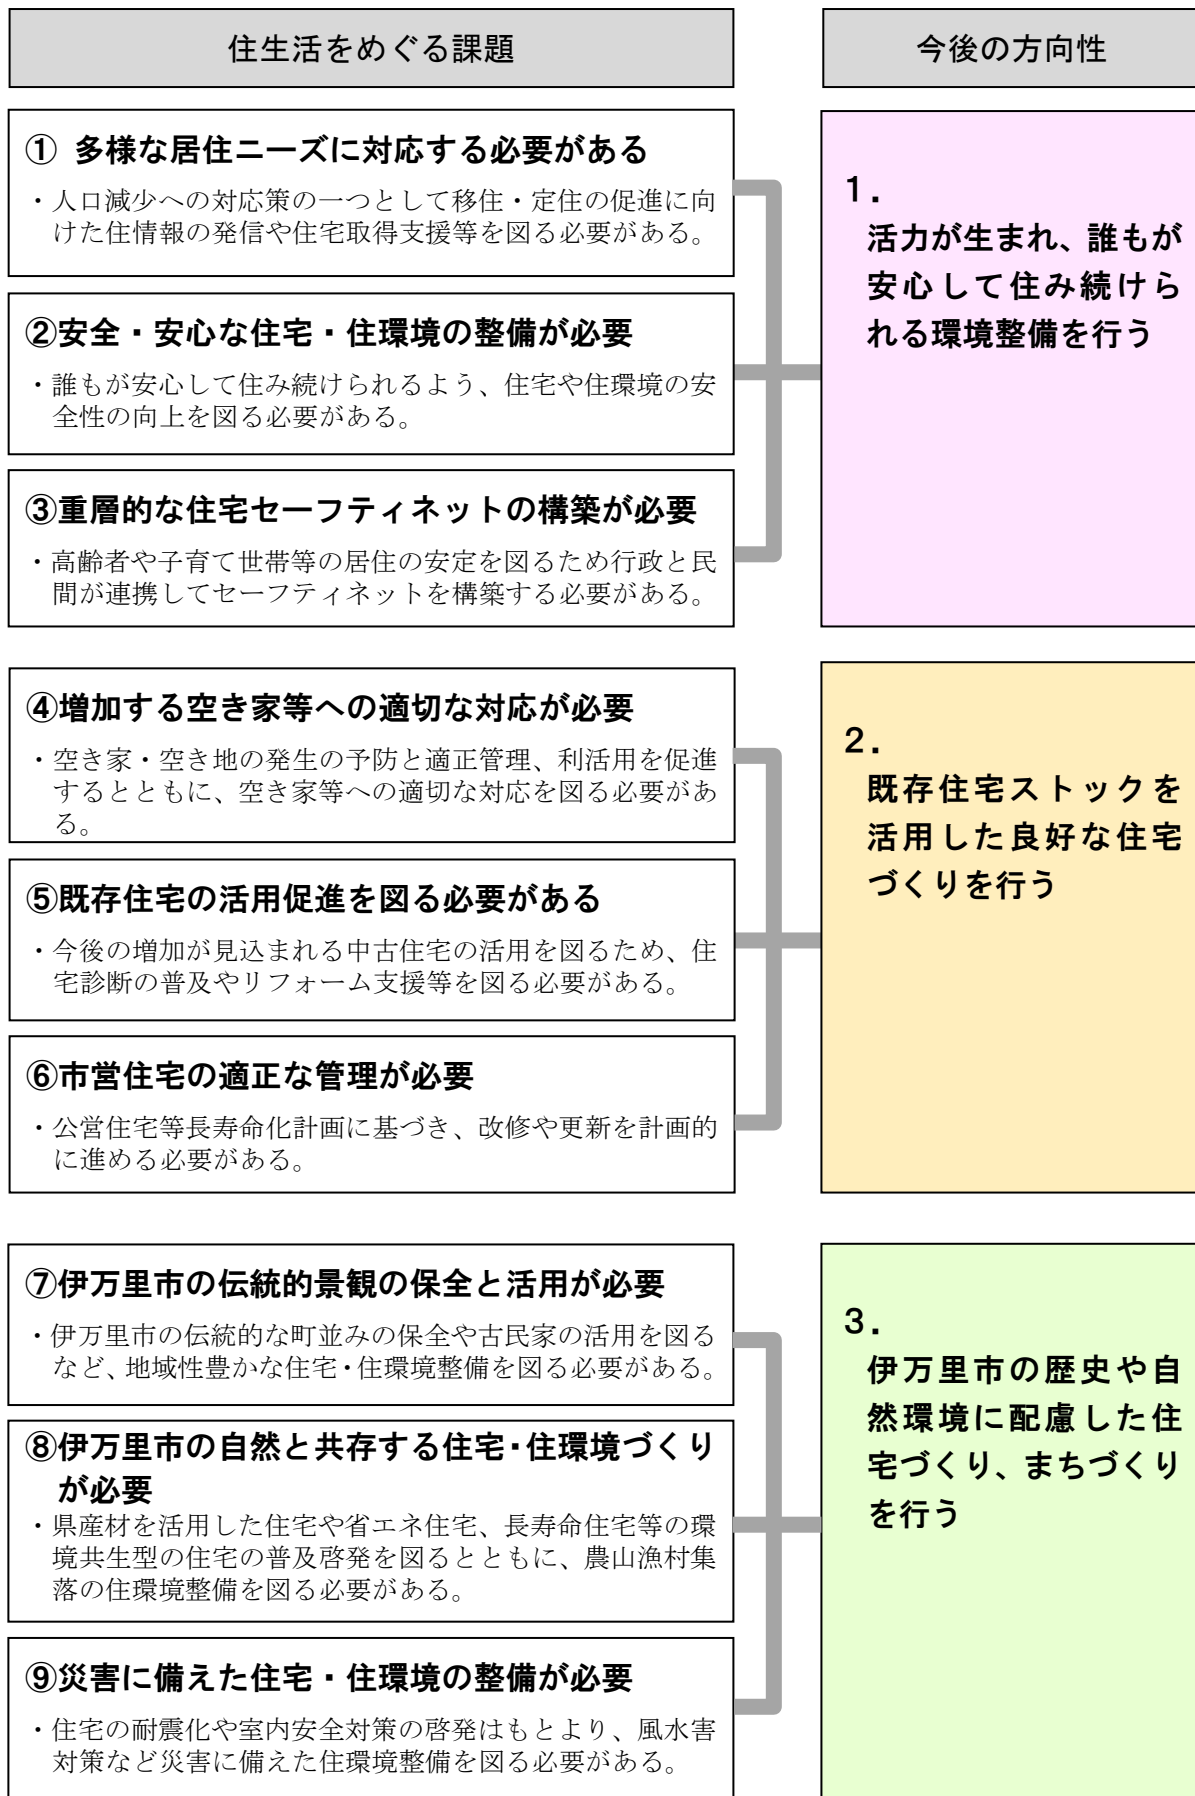 住生活をめぐる課題
今後の方向性
① 多様な居住ニーズに対応する必要がある
・人口減少への対応策の一つとして移住・定住の促進に向
けた住情報の発信や住宅取得支援等を図る必要がある。
②安全・安心な住宅・住環境の整備が必要
・誰もが安心して住み続けられるよう、住宅や住環境の安
全性の向上を図る必要がある。
③重層的な住宅セーフティネットの構築が必要
・高齢者や子育て世帯等の居住の安定を図るため行政と民
間が連携してセーフティネットを構築する必要がある。
1.
活力が生まれ、誰もが
安心して住み続けら
れる環境整備を行う
④増加する空き家等への適切な対応が必要
・空き家・空き地の発生の予防と適正管理、利活用を促進
するとともに、空き家等への適切な対応を図る必要があ
る。
⑤既存住宅の活用促進を図る必要がある
・今後の増加が見込まれる中古住宅の活用を図るため、住
宅診断の普及やリフォーム支援等を図る必要がある。
⑥市営住宅の適正な管理が必要
・公営住宅等長寿命化計画に基づき、改修や更新を計画的
に進める必要がある。
2.
既存住宅ストックを
活用した良好な住宅
づくりを行う
⑦伊万里市の伝統的景観の保全と活用が必要
・伊万里市の伝統的な町並みの保全や古民家の活用を図る
など、地域性豊かな住宅・住環境整備を図る必要がある。
⑧伊万里市の自然と共存する住宅・住環境づくり
が必要
・県産材を活用した住宅や省エネ住宅、長寿命住宅等の環
境共生型の住宅の普及啓発を図るとともに、農山漁村集
落の住環境整備を図る必要がある。
⑨災害に備えた住宅・住環境の整備が必要
・住宅の耐震化や室内安全対策の啓発はもとより、風水害
対策など災害に備えた住環境整備を図る必要がある。
3.
伊万里市の歴史や自
然環境に配慮した住
宅づくり、まちづくり
を行う